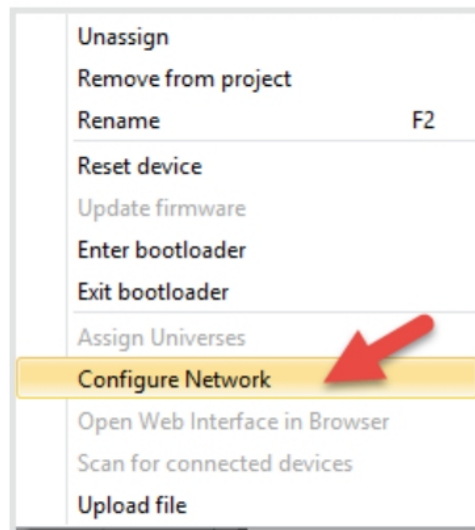 Unassign
Remove from project
Rename F2
Reset device
Update firmware
Enter bootloader
Exit bootloader
Assign Universes
Configure Network
Open Web Interface in Browser
Scan for connected devices
Upload file